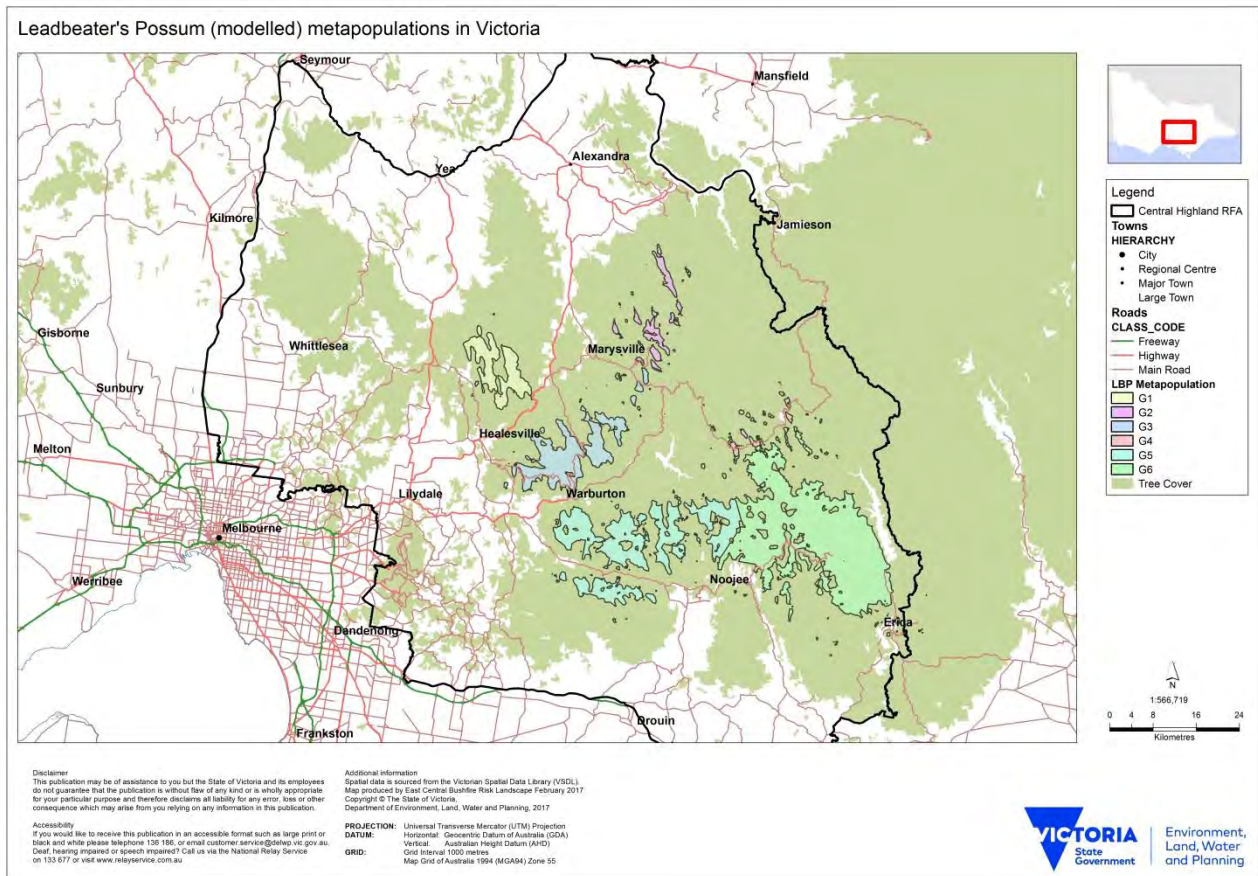 Leadbeater's Possum (modelled) metapopulations in Victoria
Seymour
Mansfield
Alexandra
Yea
Kilmore
Jamieson
Gisborne
Whittlesea
Marysville
Sunbury
Healesville
Melton
Lilydale
Warburton
Melbourne
Noojee
Werribee
Dandenong
Erica
Drouin
Frankston
Legend
Central Highland RFA
Towns
HIERARCHY
City
Regional Centre
Major Town
Large Town
Roads
CLASS_CODE
Freeway
Highway
Main Road
LBP Metapopulation
G1
G2
G3
G4
G5
G6
Tree Cover
N
1:566,719
0 4 8 16 24
Kilometres
Disclaimer
This publication may be of assistance to you but the State of Victoria and its employees
do not guarantee that the publication is without flaw of any kind or is wholly appropriate
for your particular purpose and therefore disclaims all liability for any error, loss or other
consequence which may arise from you relying on any information in this publication.
Accessibility
If you would like to receive this publication in an accessible format such as large print or
black and white please telephone 136 186, or email customer.service@delwp.vic.gov.au.
Deaf, hearing impaired or speech impaired? Call us via the National Relay Service
on 133 677 or visit www.relayservice.com.au
Additional information
Spatial data is sourced from the Victorian Spatial Data Library (VSDL).
Map produced by East Central Bushfire Risk Landscape February 2017
Copyright © The State of Victoria,
Department of Environment, Land, Water and Planning, 2017
PROJECTION: Universal Transverse Mercator (UTM) Projection
DATUM: Horizontal: Geocentric Datum of Australia (GDA)
Vertical: Australian Height Datum (AHD)
GRID: Grid Interval 1000 metres
Map Grid of Australia 1994 (MGA94) Zone 55
VICTORIA
State
Government
Environment,
Land, Water
and Planning